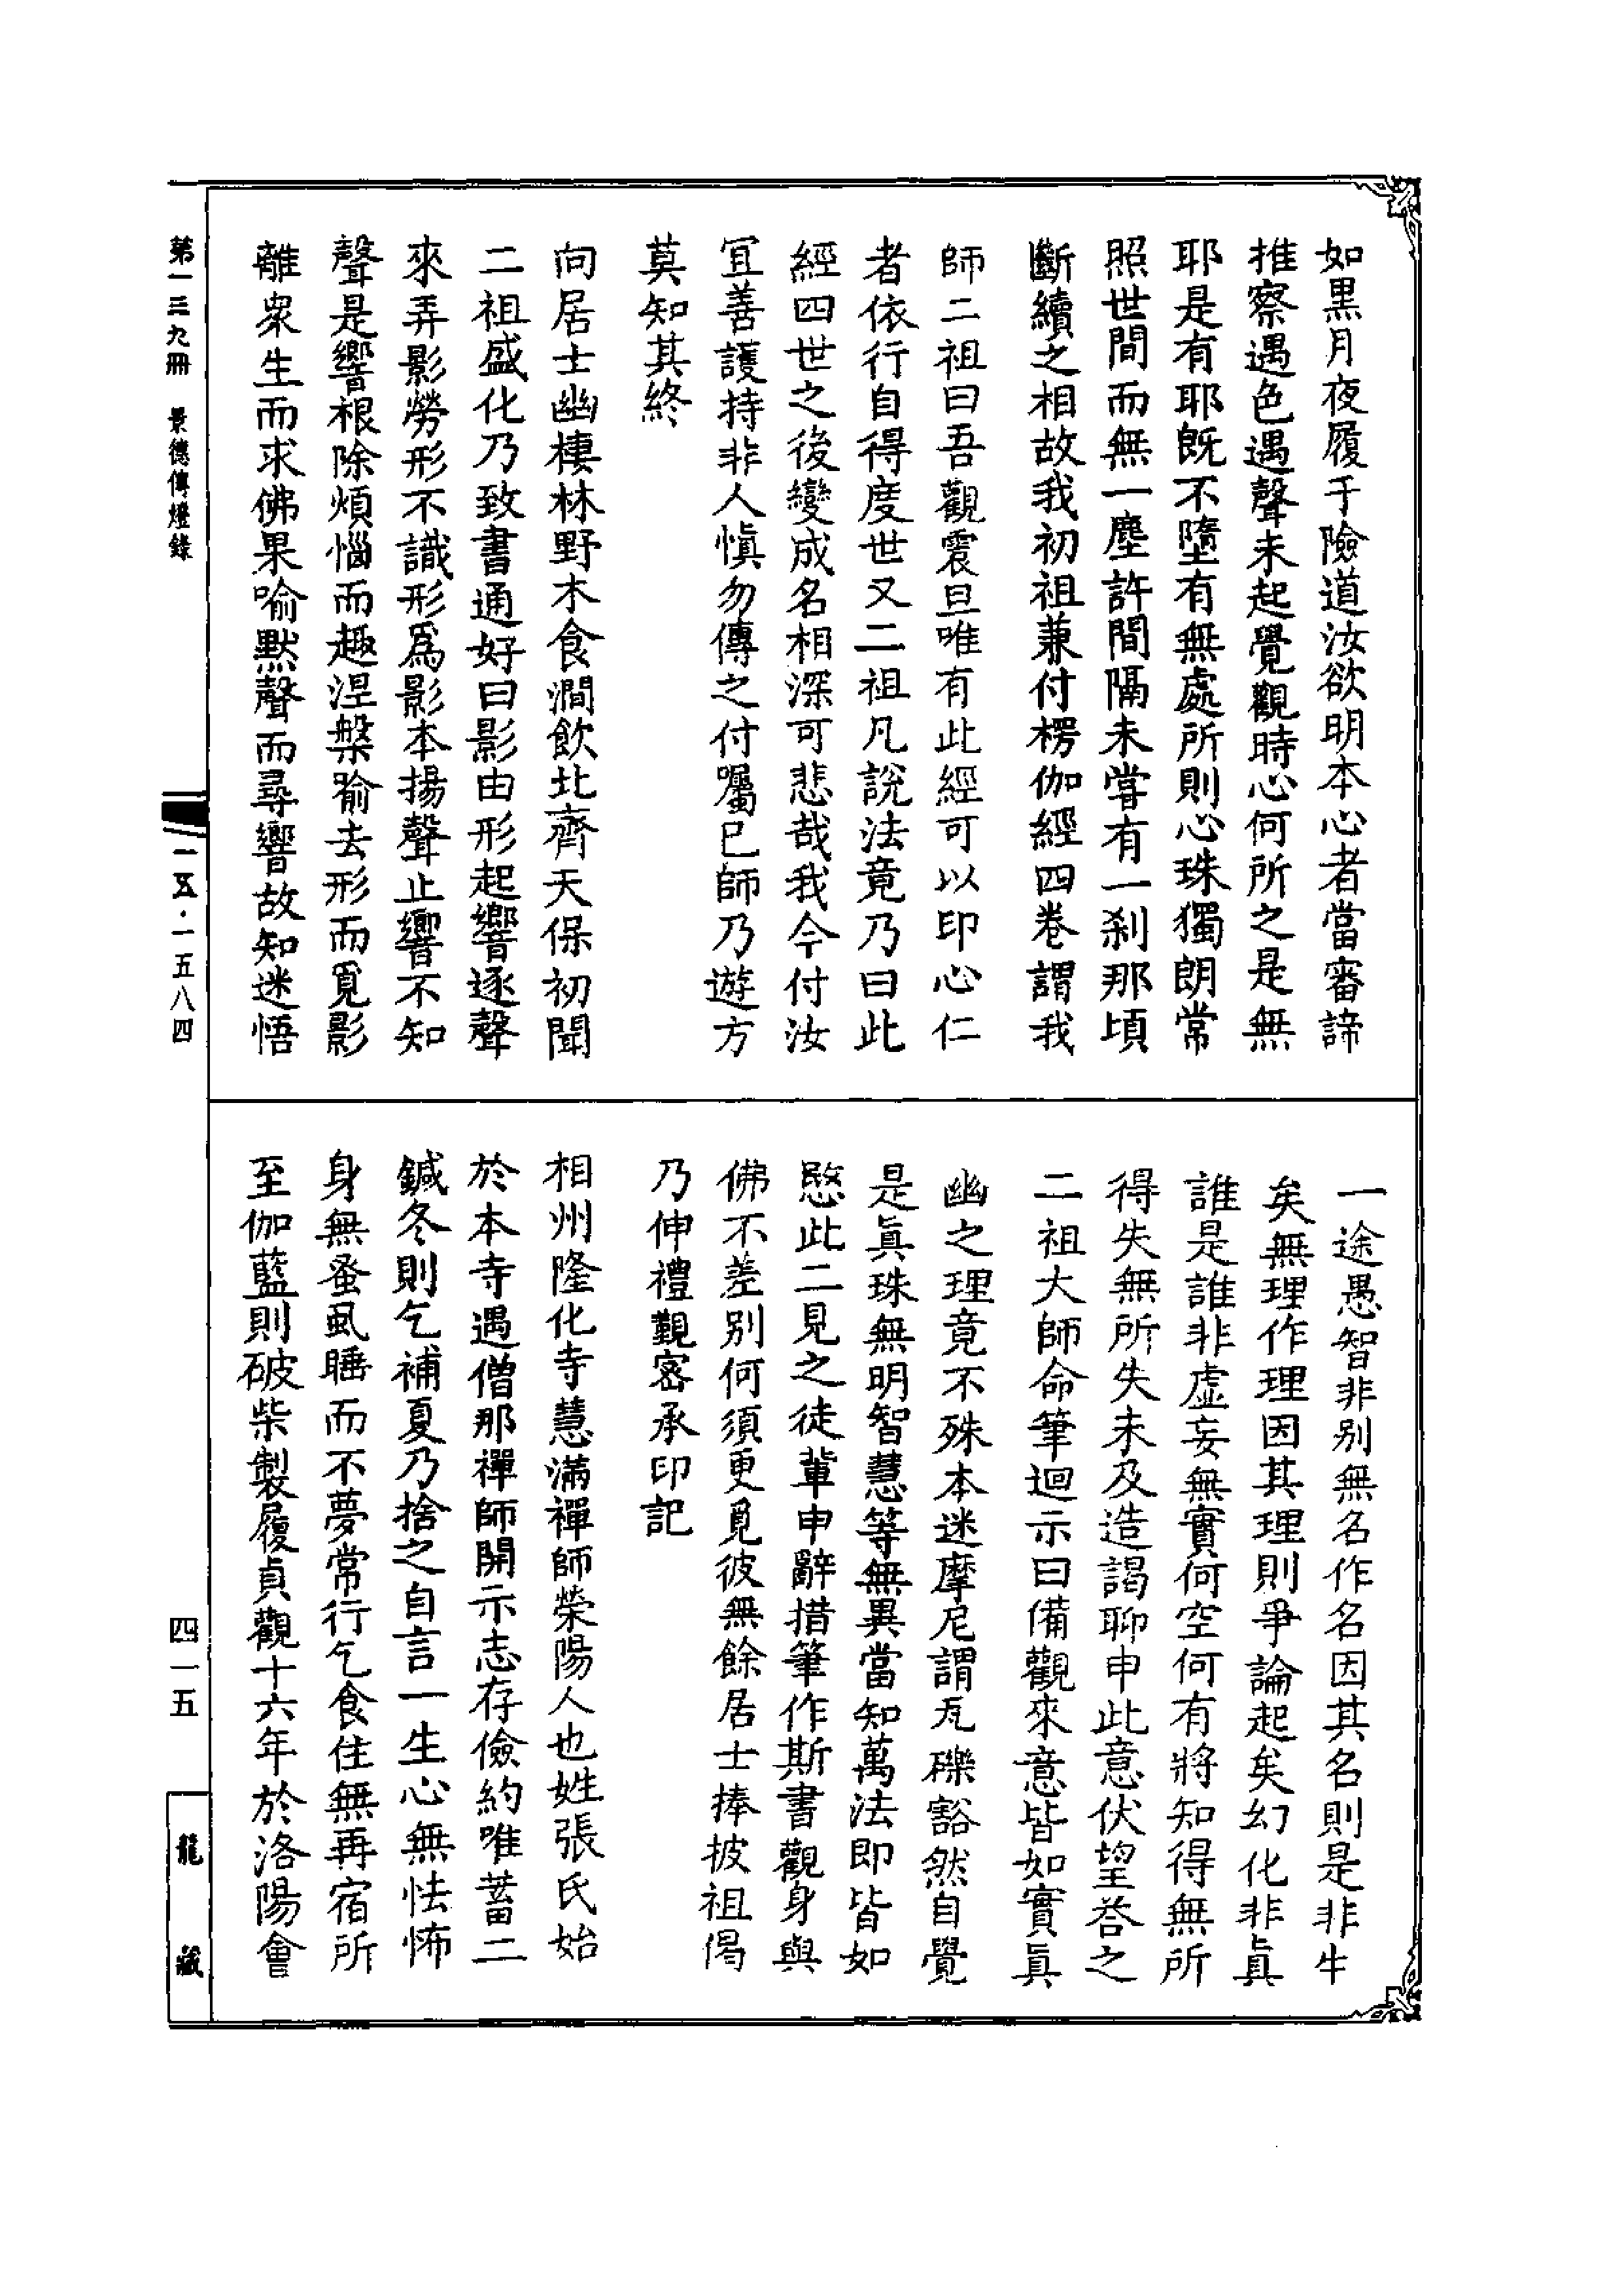 如黒月夜履于險道汝欲明本心者當審諦
推察遇色遇聲未起覺觀時心何所之是無
耶是有耶既不墮有無處所則心珠獨朗常
照世間而無一塵許間隔未甞有一刹那頃
斷續之相故我初祖兼付楞伽經四卷謂我
師二祖曰吾觀震旦唯有此經可以印心仁
者依行自得度世又二祖凡說法竟乃曰此
經四世之後變成名相深可悲哉我今付汝
宜善護持非人慎勿傳之付囑已師乃遊方
莫知其終
向居士幽棲林野木食澗飲北齊天保初聞
二祖盛化乃致書通好曰影由形起響逐聲
來弄影勞形不識形爲影本揚聲止響不知
聲是響根除煩惱而趣涅槃喻去形而覓影
離衆生而求佛果喻默聲而尋響故知迷悟
一途愚智非别無名作名因其名則是非生
矣無理作理因其理則爭論起矣幻化非眞
誰是誰非虚妄無實何空何有將知得無所
得失無所失未及造謁聊申此意伏望荅之
二祖大師命筆迴示曰備觀來意皆如實眞
幽之理竟不殊本迷摩尼謂瓦礫豁然自覺
是眞珠無明智慧等無異當知萬法即皆如
愍此二見之徒輩申辭措筆作斯書觀身與
佛不差别何須更覓彼無餘居士捧披祖偈
乃伸禮覲密承印記
相州隆化寺慧滿禪師榮陽人也姓張氏始
於本寺遇僧那禪師開示志存儉約唯蓄二
鍼冬則乞補夏乃捨之自言一生心無怯怖
身無蚤虱睡而不夢常行乞食住無再宿所
至伽藍則破柴製履貞觀十六年於洛陽會
第一三九冊 景德傳燈錄
一五·一五八四
四一五
龍藏